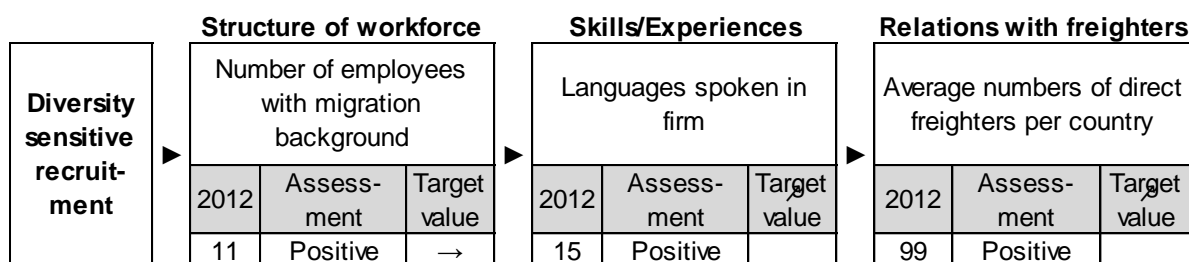 Structure of workforce
Skills/Experiences
Relations with freighters
Diversity
sensitive
recruit-
ment
►
Number of employees
with migration
background
2012
Assess-
ment
Target
value
11
Positive
→
►
Languages spoken in
firm
2012
Assess-
ment
Target
value
↗
15
Positive
►
Average numbers of direct
freighters per country
2012
Assess-
ment
Target
value
↗
99
Positive